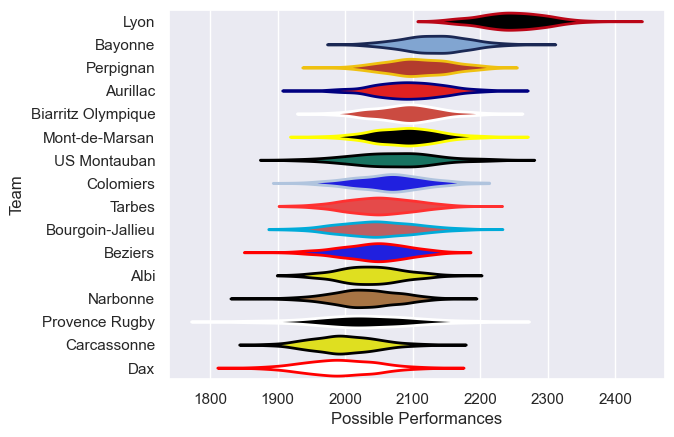 Lyon
Bayonne
Perpignan
Aurillac
Biarritz Olympique
Mont-de-Marsan
US Montauban
Colomiers
Tarbes
Bourgoin-Jallieu
Beziers
Albi
Narbonne
Provence Rugby
Carcassonne
Dax
Team
1800 1900 2000 2100 2200 2300 2400
Possible Performances